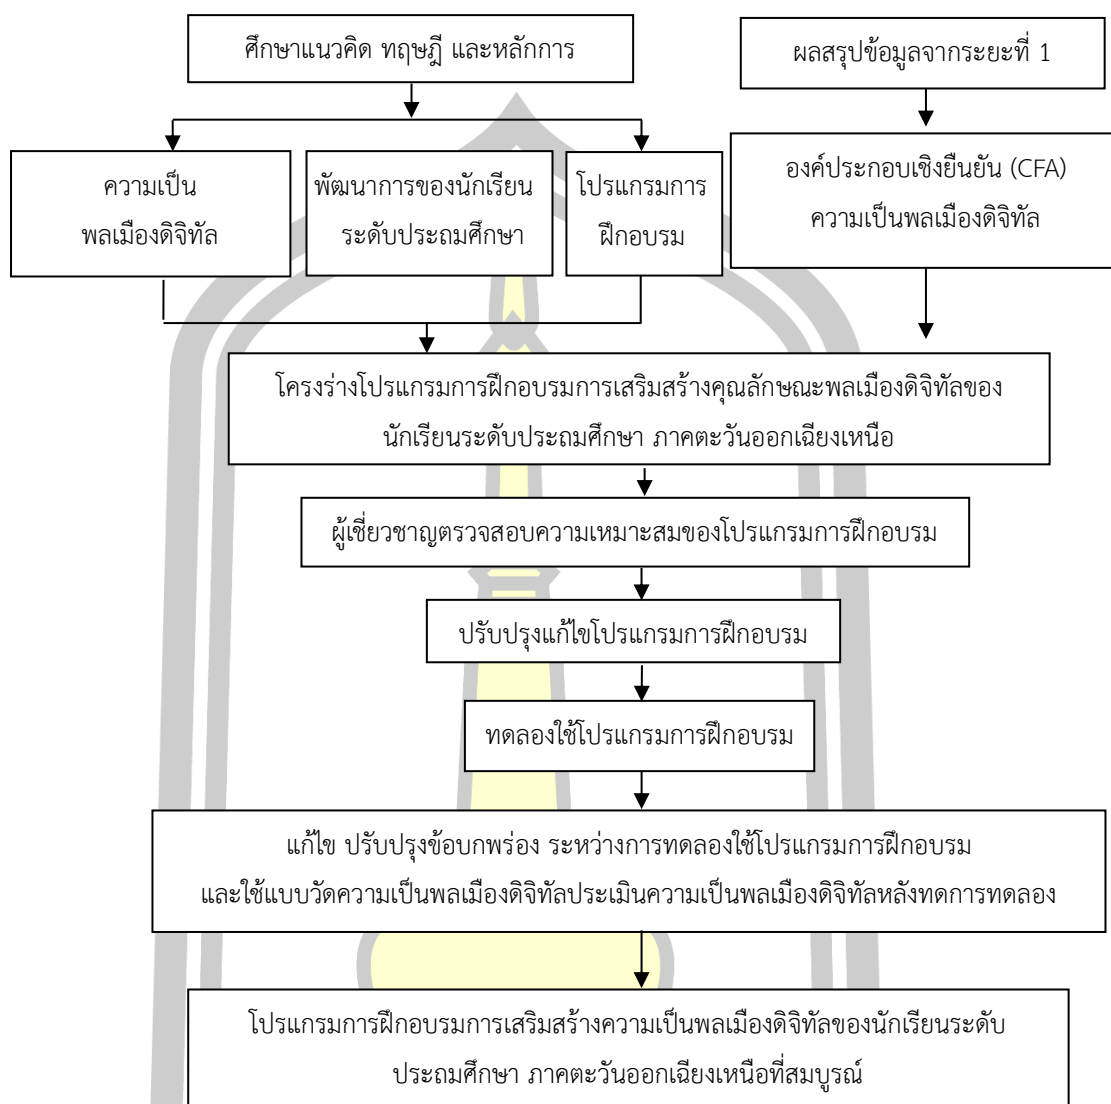 ศึกษาแนวคิด ทฤษฎี และหลักการ
ผลสรุปข้อมูลจากระยะที่ 1
ความเป็น
พลเมืองดิจิทัล
พัฒนาการของนักเรียน
ระดับประถมศึกษา
โปรแกรมการ
ฝึกอบรม
องค์ประกอบเชิงยืนยัน (CFA)
ความเป็นพลเมืองดิจิทัล
โครงร่างโปรแกรมการฝึกอบรมการเสริมสร้างคุณลักษณะพลเมืองดิจิทัลของ
นักเรียนระดับประถมศึกษา ภาคตะวันออกเฉียงเหนือ
ผู้เชี่ยวชาญตรวจสอบความเหมาะสมของโปรแกรมการฝึกอบรม
ปรับปรุงแก้ไขโปรแกรมการฝึกอบรม
ทดลองใช้โปรแกรมการฝึกอบรม
แก้ไข ปรับปรุงข้อบกพร่อง ระหว่างการทดลองใช้โปรแกรมการฝึกอบรม
และใช้แบบวัดความเป็นพลเมืองดิจิทัลประเมินความเป็นพลเมืองดิจิทัลหลังทดการทดลอง
โปรแกรมการฝึกอบรมการเสริมสร้างความเป็นพลเมืองดิจิทัลของนักเรียนระดับ
ประถมศึกษา ภาคตะวันออกเฉียงเหนือที่สมบูรณ์